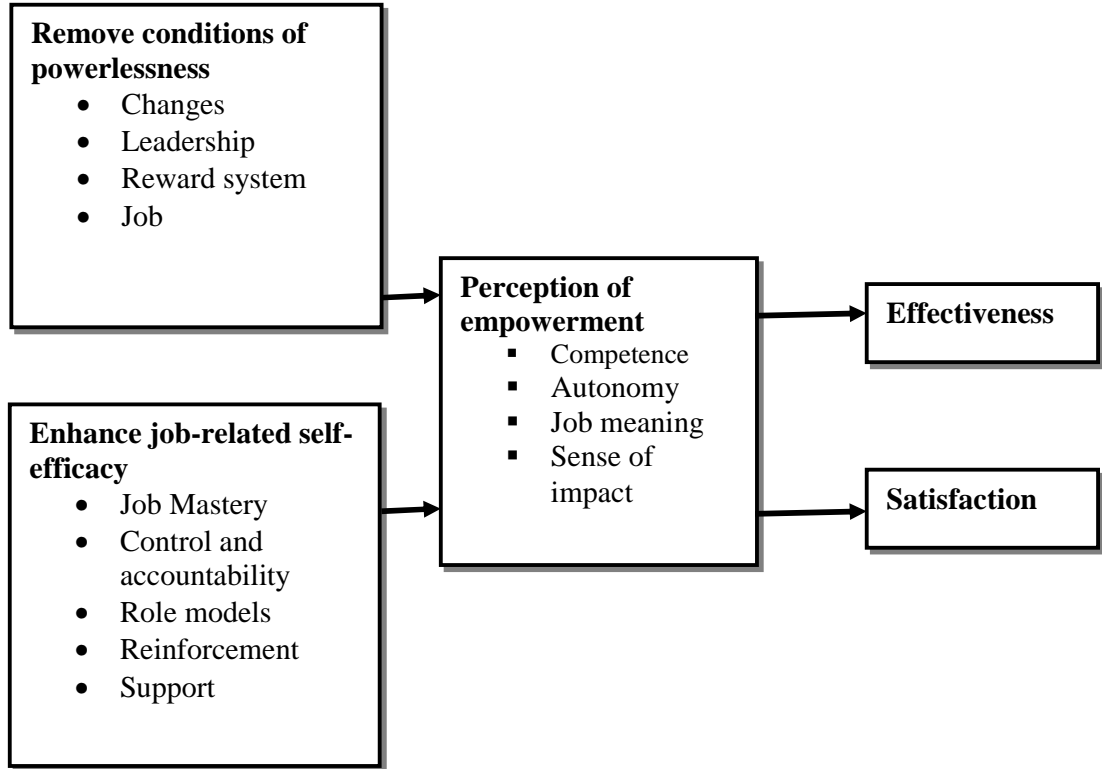 Remove conditions of
powerlessness
• Changes
• Leadership
• Reward system
• Job
Enhance job-related self-
efficacy
• Job Mastery
• Control and
accountability
• Role models
• Reinforcement
• Support
Perception of
empowerment
▪ Competence
▪ Autonomy
▪ Job meaning
▪ Sense of
impact
Effectiveness
Satisfaction